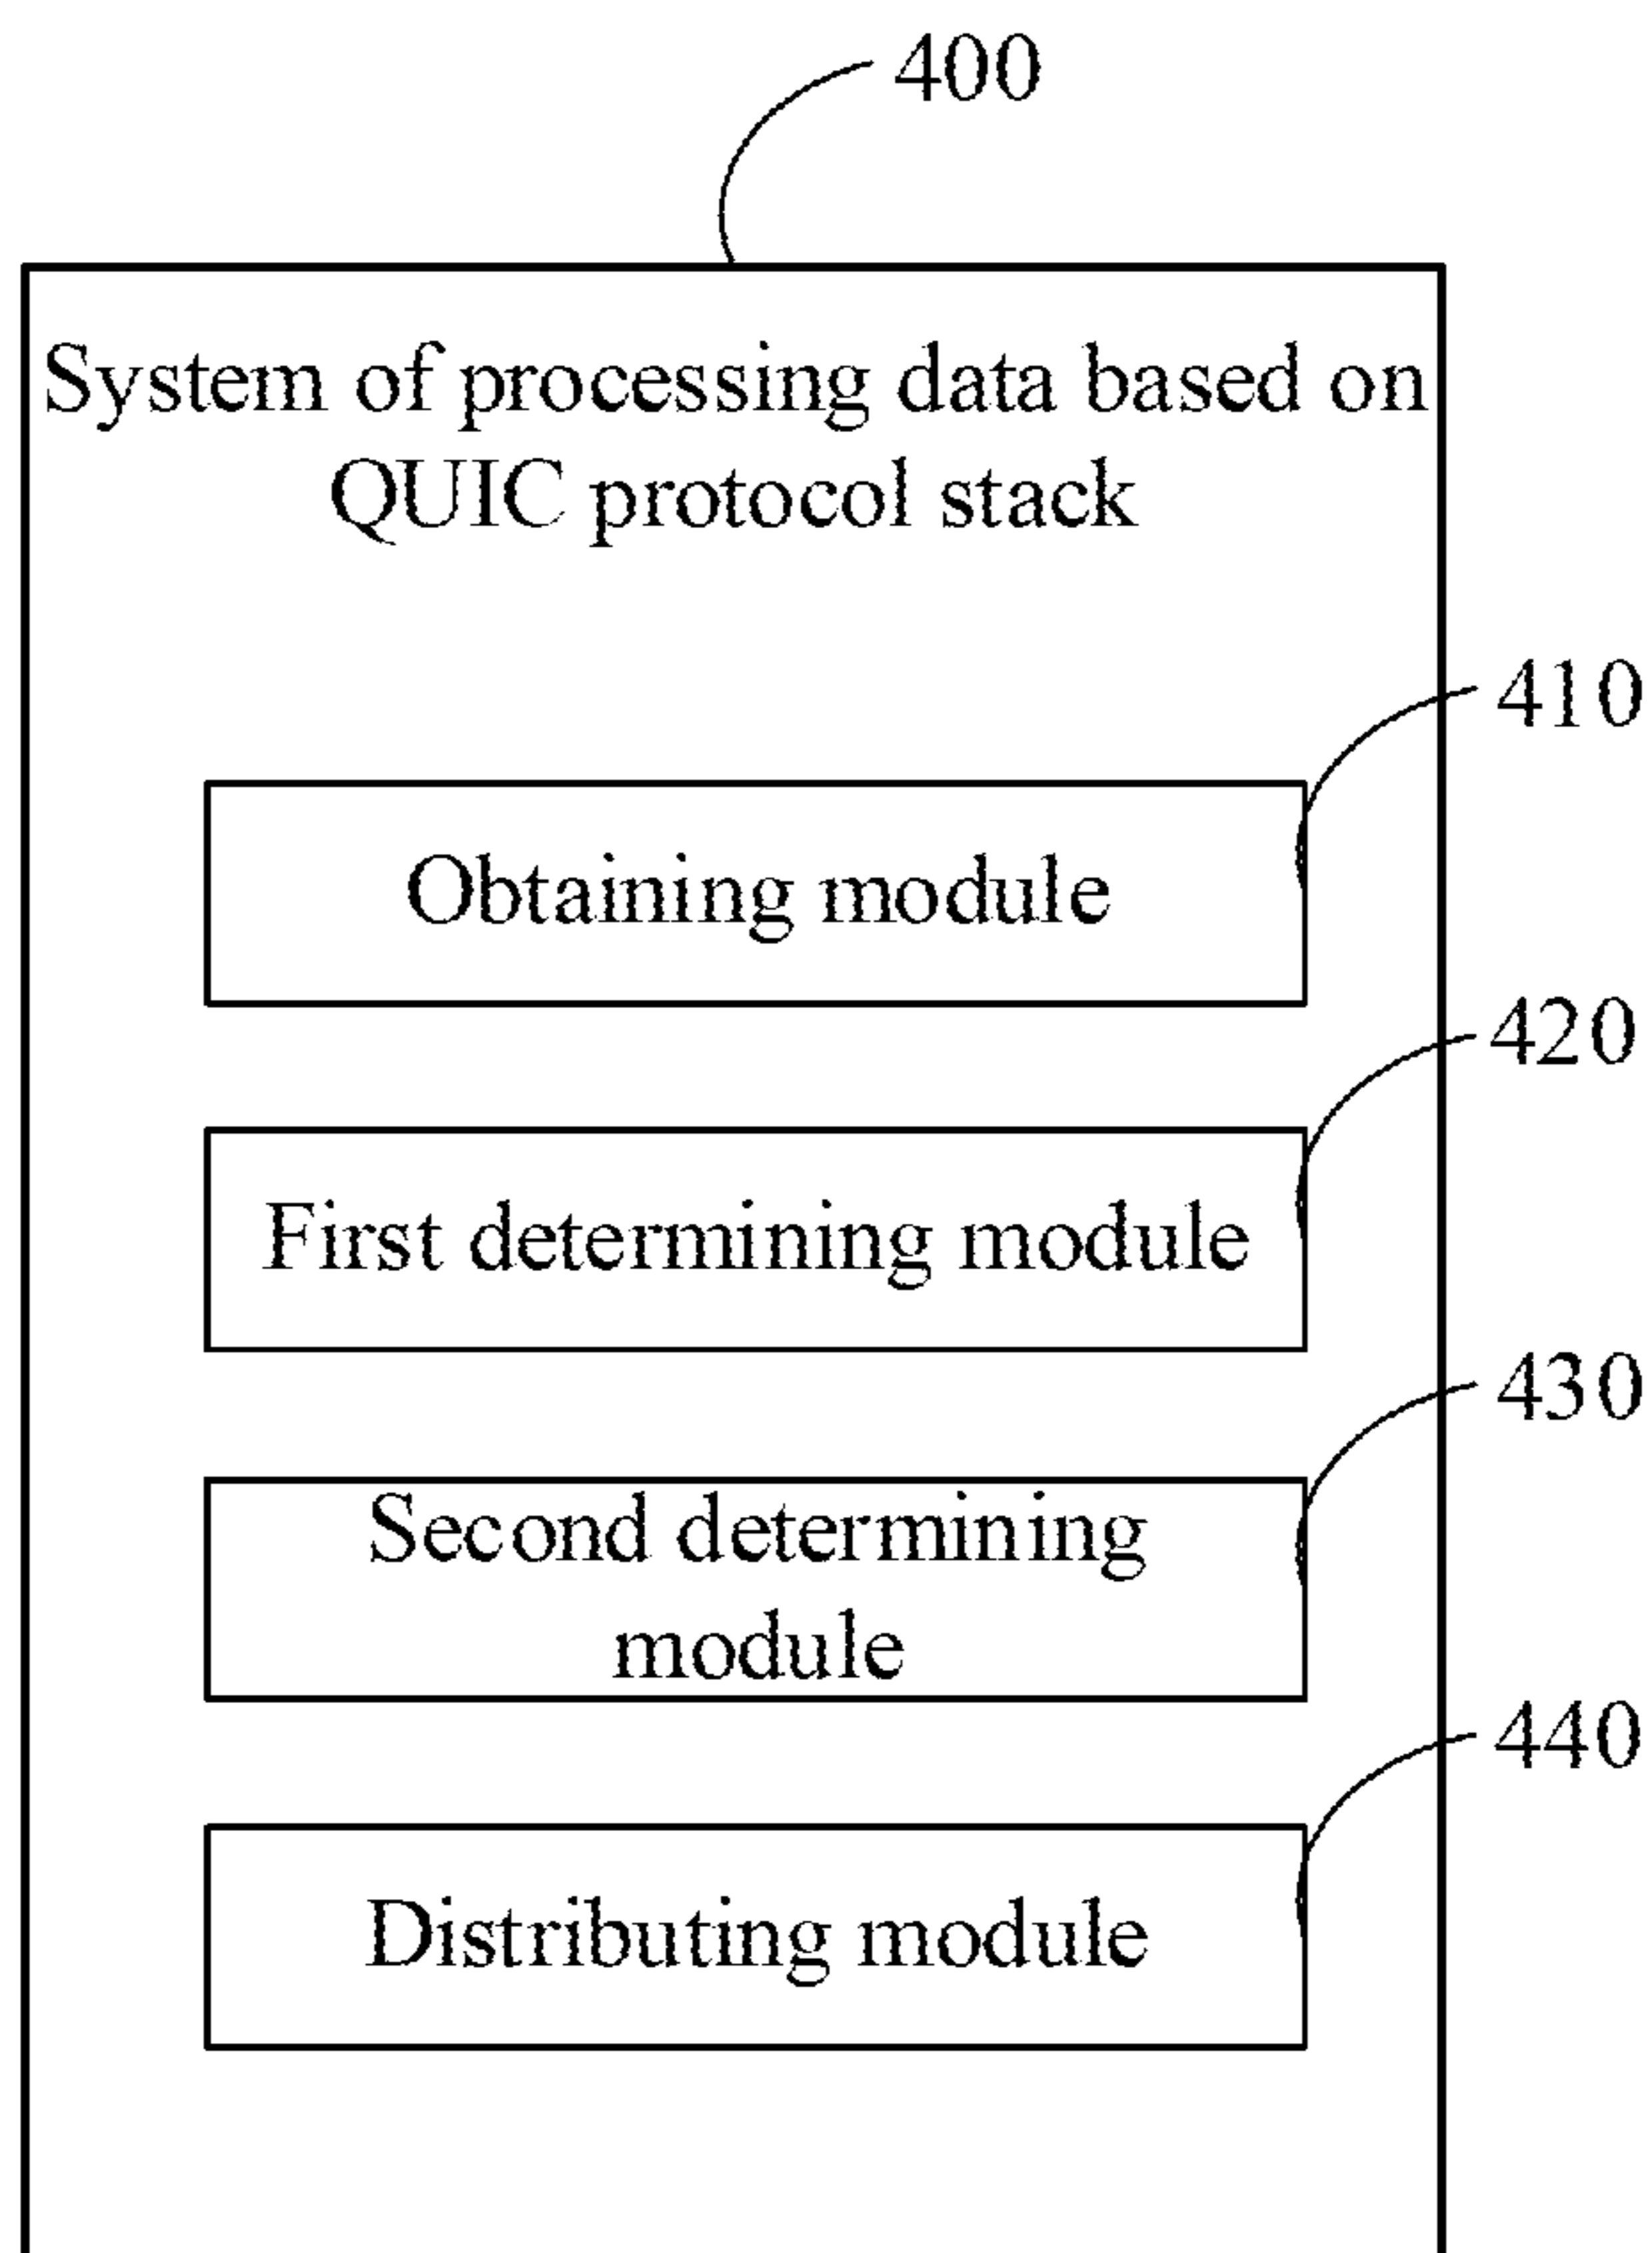 400
System of processing data based on
QUIC protocol stack
410
Obtaining module
420
First determining module
430
Second determining
module
440
Distributing module